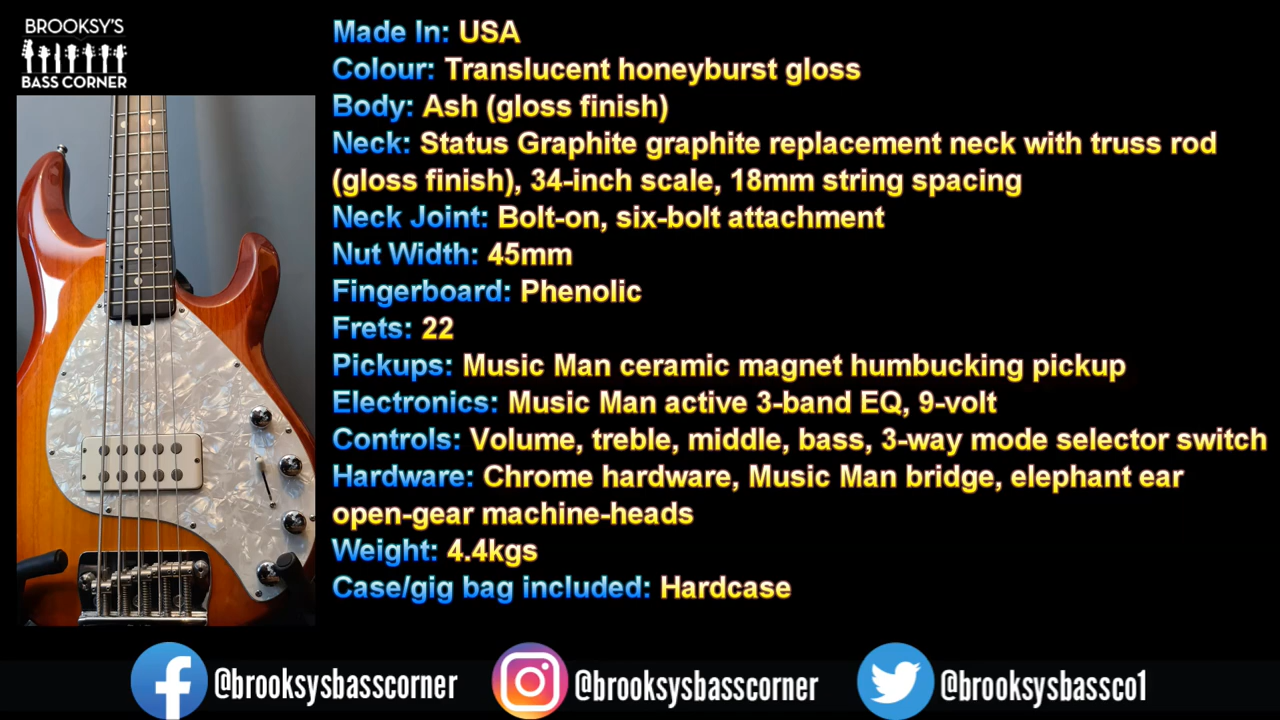 BROOKSY'S
BASS CORNER
Made In: USA
Colour: Translucent honeyburst gloss
Body: Ash (gloss finish)
Neck: Status Graphite graphite replacement neck with truss rod
(gloss finish), 34-inch scale, 18mm string spacing
Neck Joint: Bolt-on, six-bolt attachment
Nut Width: 45mm
Fingerboard: Phenolic
Frets: 22
Pickups: Music Man ceramic magnet humbucking pickup
Electronics: Music Man active 3-band EQ, 9-volt
Controls: Volume, treble, middle, bass, 3-way mode selector switch
Hardware: Chrome hardware, Music Man bridge, elephant ear
open-gear machine-heads
Weight: 4.4kgs
Case/gig bag included: Hardcase
@brooksysbasscorner @brooksysbasscorner @brooksysbassco1